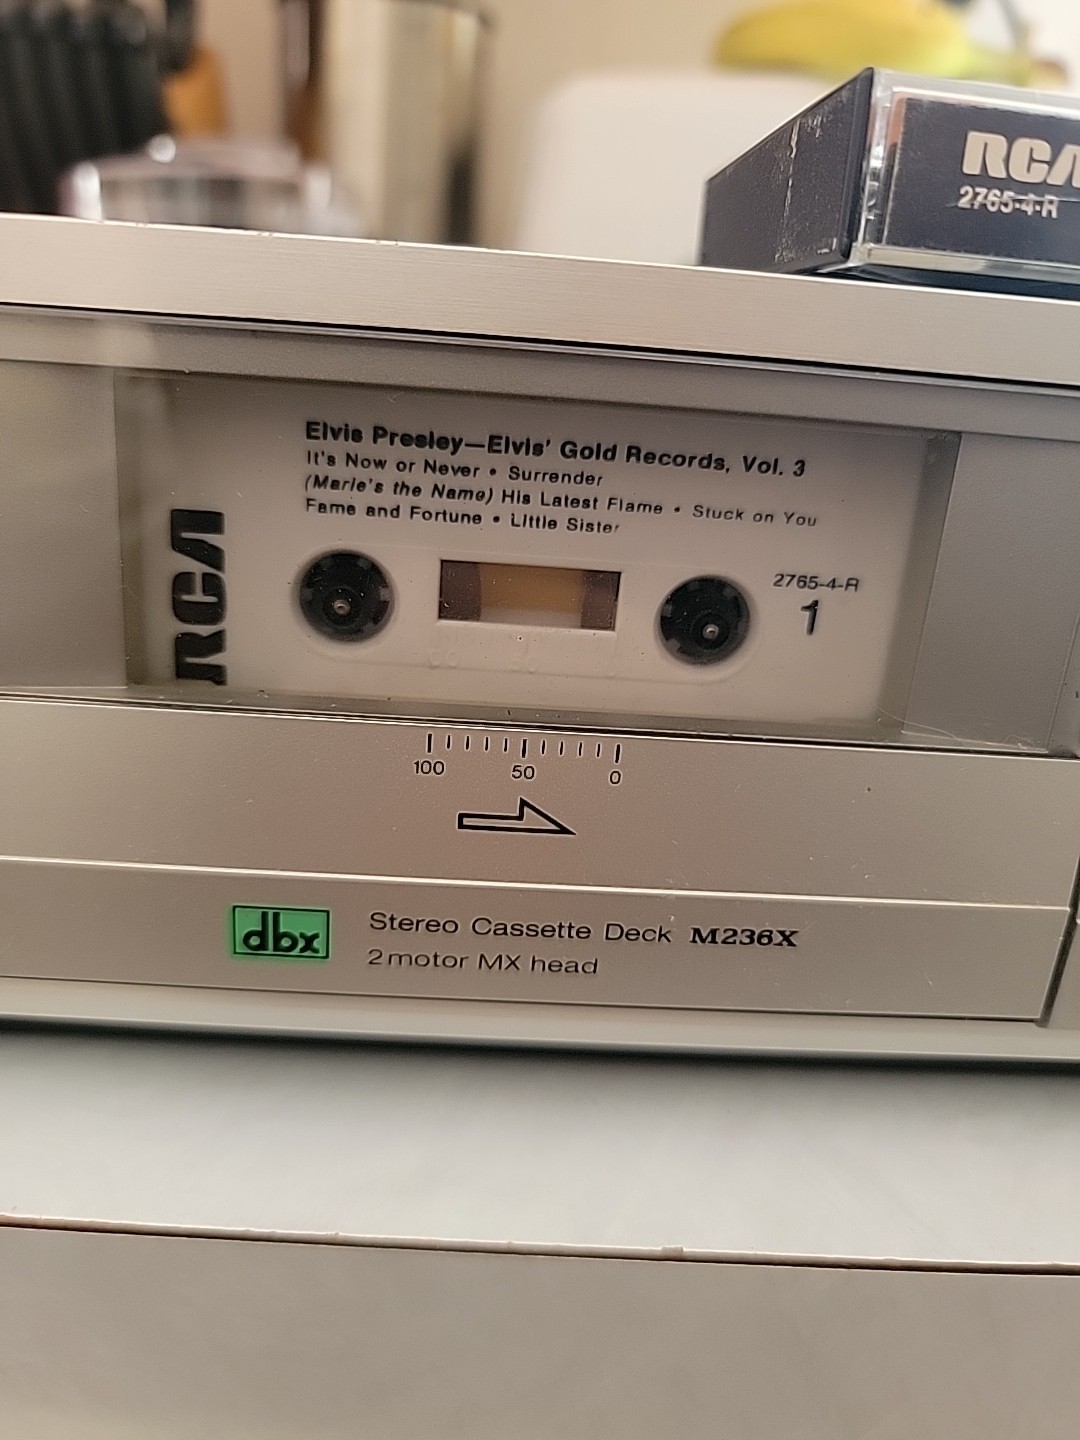 RCA
2765-4-R
Elvis Presley—Elvis' Gold Records, Vol. 3
It's Now or Never • Surrender
(Marie's the Name) His Latest Flame • Stuck on You
Fame and Fortune • Little Sister
RCA
2765-4-R
1
100 50 0
dbx
Stereo Cassette Deck M236X
2 motor MX head